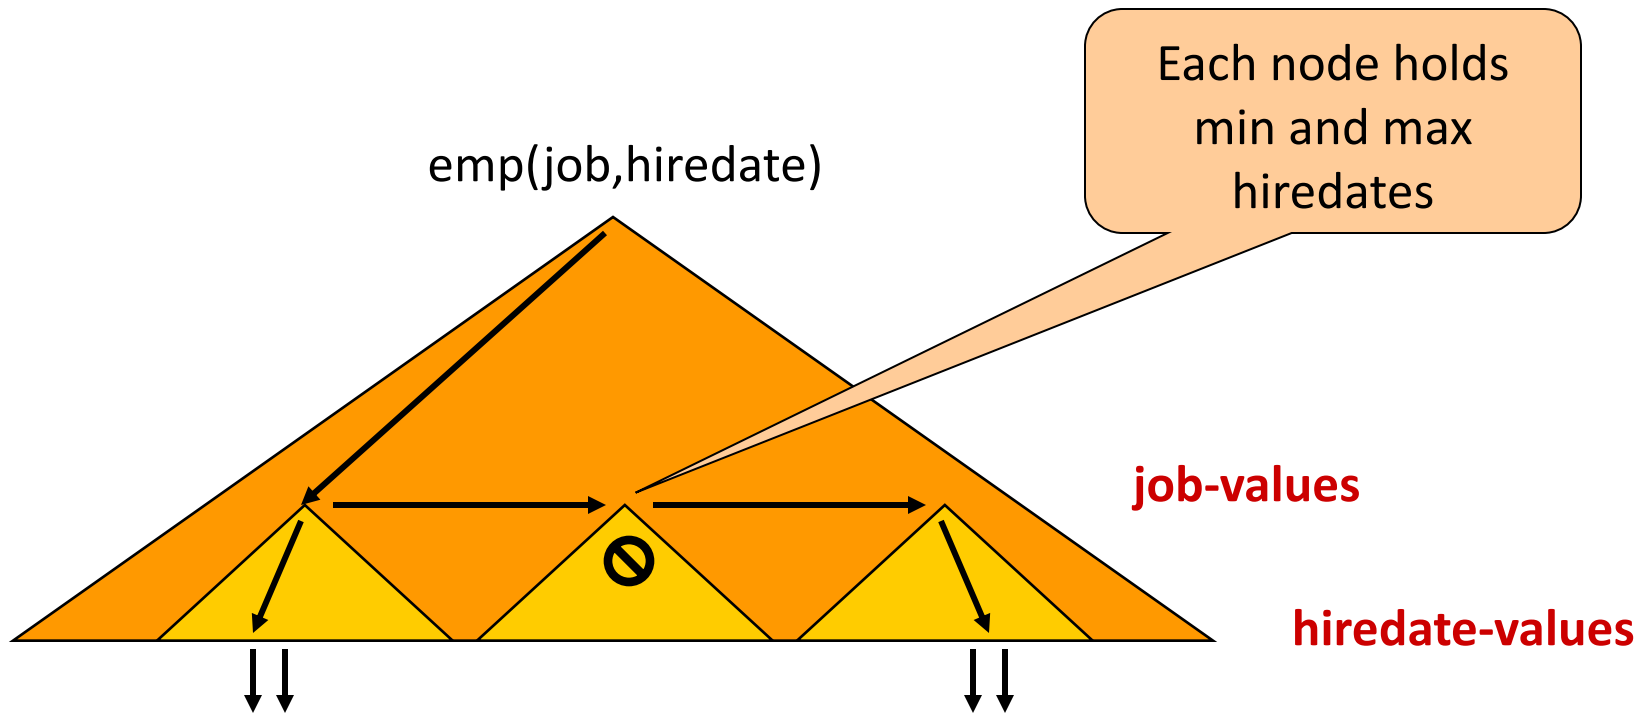 Each node holds
min and max
hiredates
emp(job,hiredate)
job-values
hiredate-values